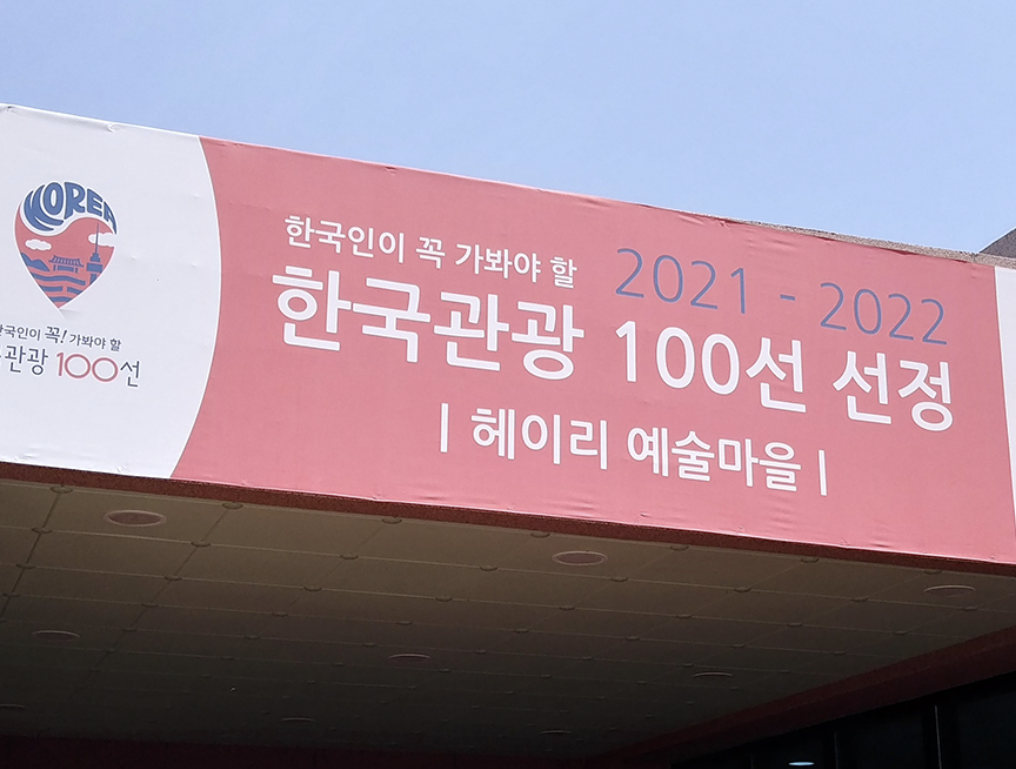 KOREA
한국인이 꼭! 가봐야 할
관광 100선
한국인이 꼭 가봐야 할 2021 - 2022
한국관광 100선 선정
| 헤이리 예술마을 |